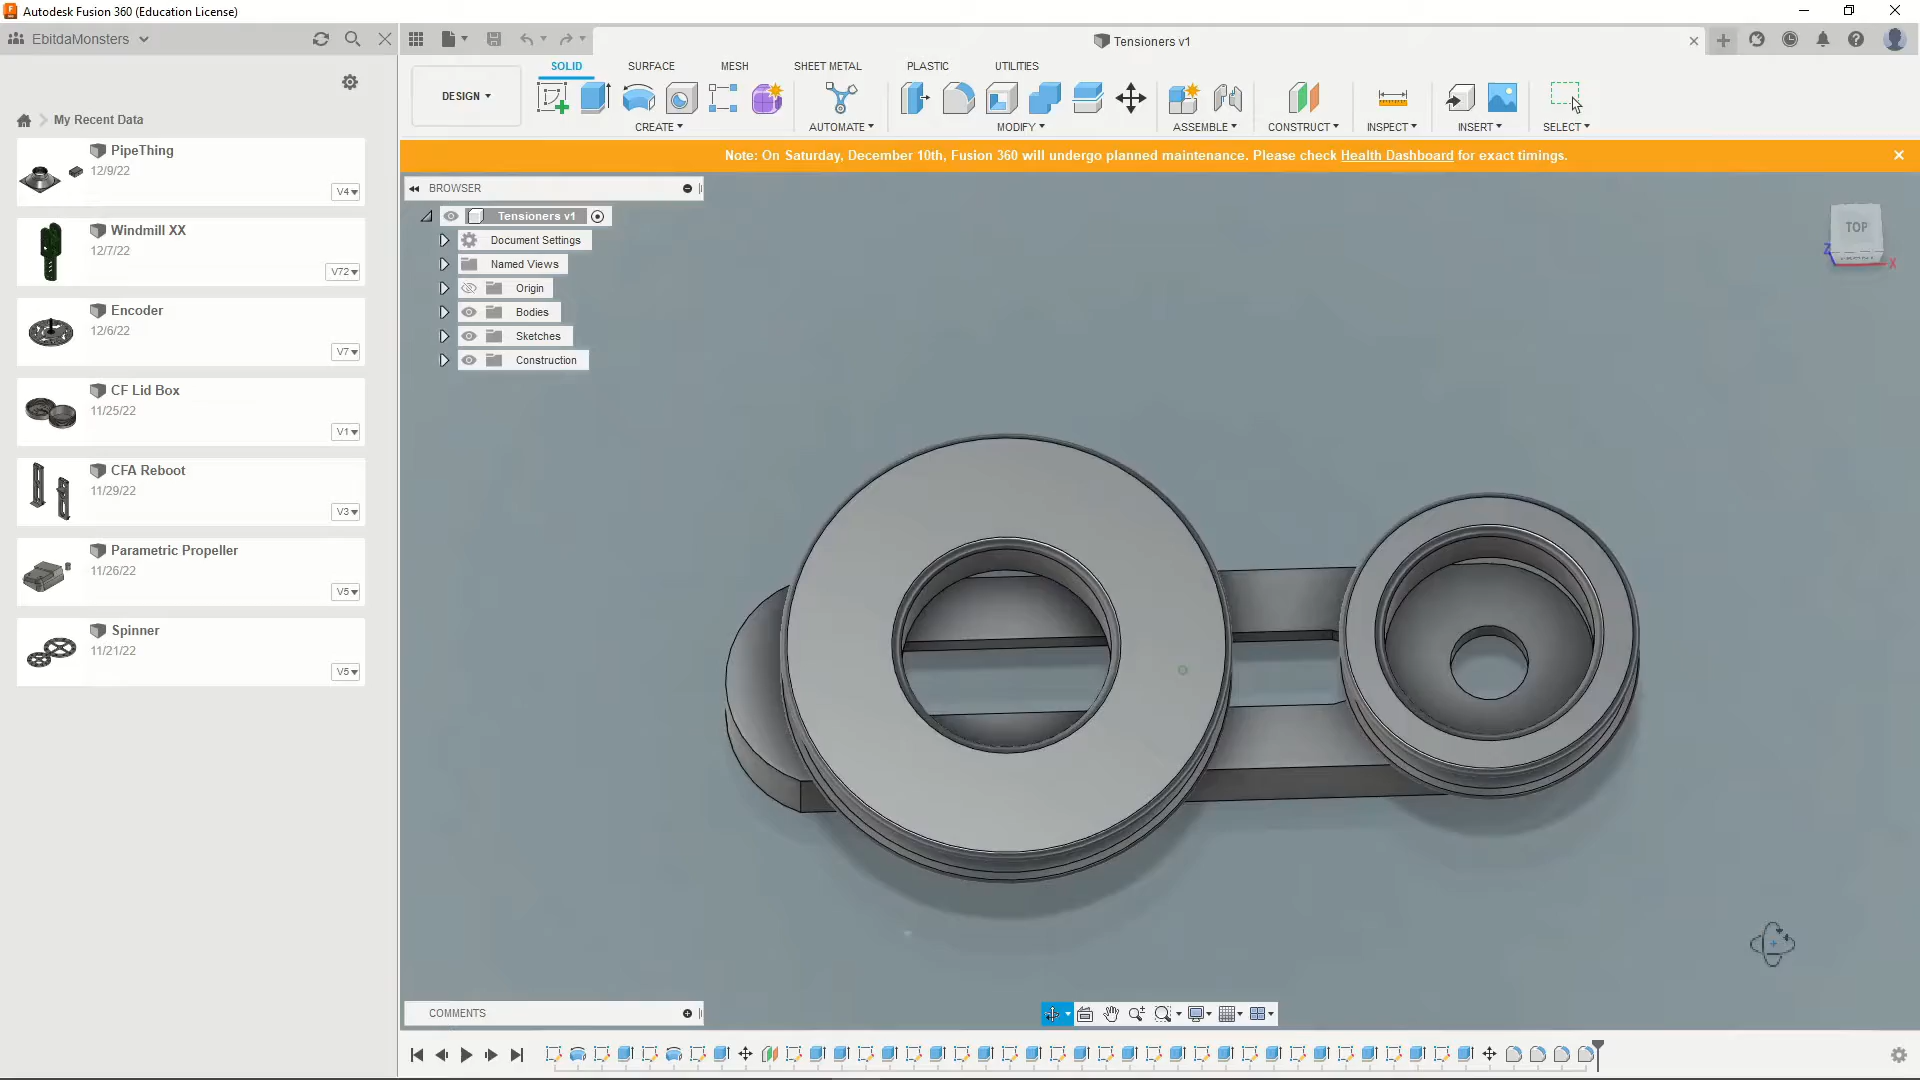 Autodesk Fusion 360 (Education License)
EbitdaMonsters
Tensioners v1
DESIGN
SOLID
SURFACE
MESH
SHEET METAL
PLASTIC
UTILITIES
CREATE
AUTOMATE
MODIFY
ASSEMBLE
CONSTRUCT
INSPECT
INSERT
SELECT
Note: On Saturday, December 10th, Fusion 360 will undergo planned maintenance. Please check Health Dashboard for exact timings.
My Recent Data
PipeThing
12/9/22
V4
Windmill XX
12/7/22
V72
Encoder
12/6/22
V7
CF Lid Box
11/25/22
V1
CFA Reboot
11/29/22
V3
Parametric Propeller
11/26/22
V5
Spinner
11/21/22
V5
BROWSER
Tensioners v1
Document Settings
Named Views
Origin
Bodies
Sketches
Construction
TOP
Z
X
COMMENTS